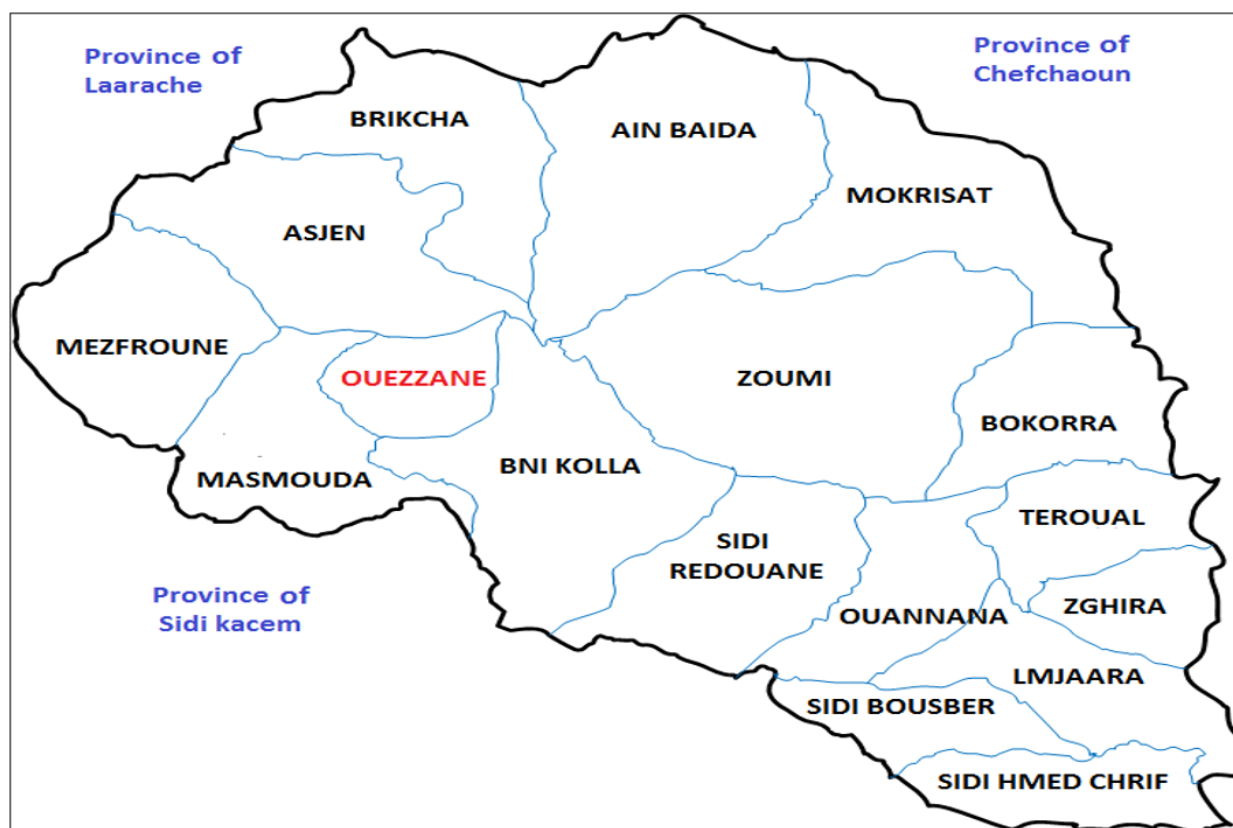 Province of
Laarache
Province of
Chefchaoun
BRIKCHA
AIN BAIDA
MOKRISAT
ASJEN
MEZFROUNE
OUEZZANE
ZOUMI
BOKORRA
MASMOUDA
BNI KOLLA
TEROUAL
SIDI
REDOUANE
Province of
Sidi kacem
OUANNANA
ZGHIRA
LMJAARA
SIDI BOUSBER
SIDI HMED CHRIF